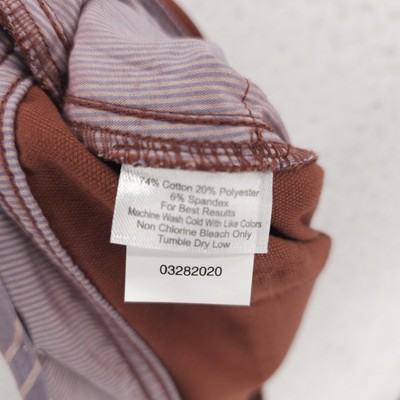 74% Cotton 20% Polyester
6% Spandex
For Best Results
Machine Wash Cold With Like Colors
Non Chlorine Bleach Only
Tumble Dry Low
03282020